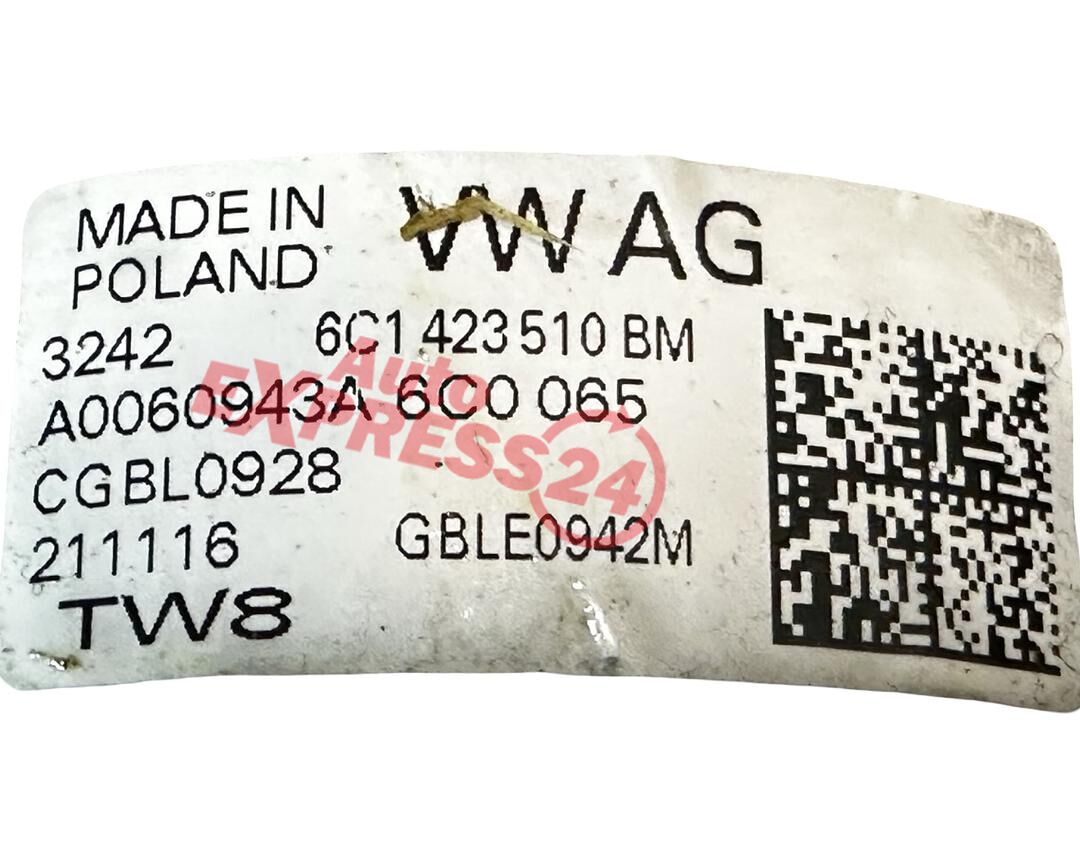 MADE IN
POLAND
VW AG
3242 6C1 423 510 BM
A0060943A 6C0 065
CGBL0928
211116 GBLE0942M
TW8
Auto
EXPRESS24